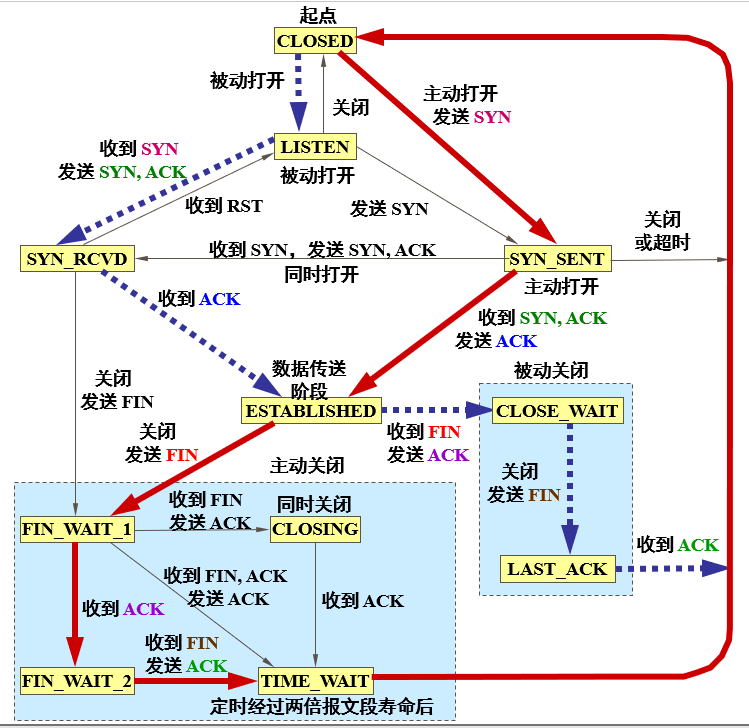 起点
CLOSED
被动打开
关闭
主动打开
发送 SYN
收到 SYN
发送 SYN, ACK
LISTEN
被动打开
收到 RST
发送 SYN
关闭
或超时
SYN_RCVD
收到 SYN，发送 SYN, ACK
同时打开
SYN_SENT
主动打开
收到 ACK
收到 SYN, ACK
发送 ACK
数据传送
阶段
被动关闭
关闭
发送 FIN
ESTABLISHED
CLOSE_WAIT
关闭
发送 FIN
收到 FIN
发送 ACK
主动关闭
关闭
发送 FIN
收到 FIN
发送 ACK
同时关闭
FIN_WAIT_1
CLOSING
LAST_ACK
收到 ACK
收到 FIN, ACK
发送 ACK
收到 ACK
收到 ACK
收到 FIN
发送 ACK
FIN_WAIT_2
TIME_WAIT
定时经过两倍报文段寿命后